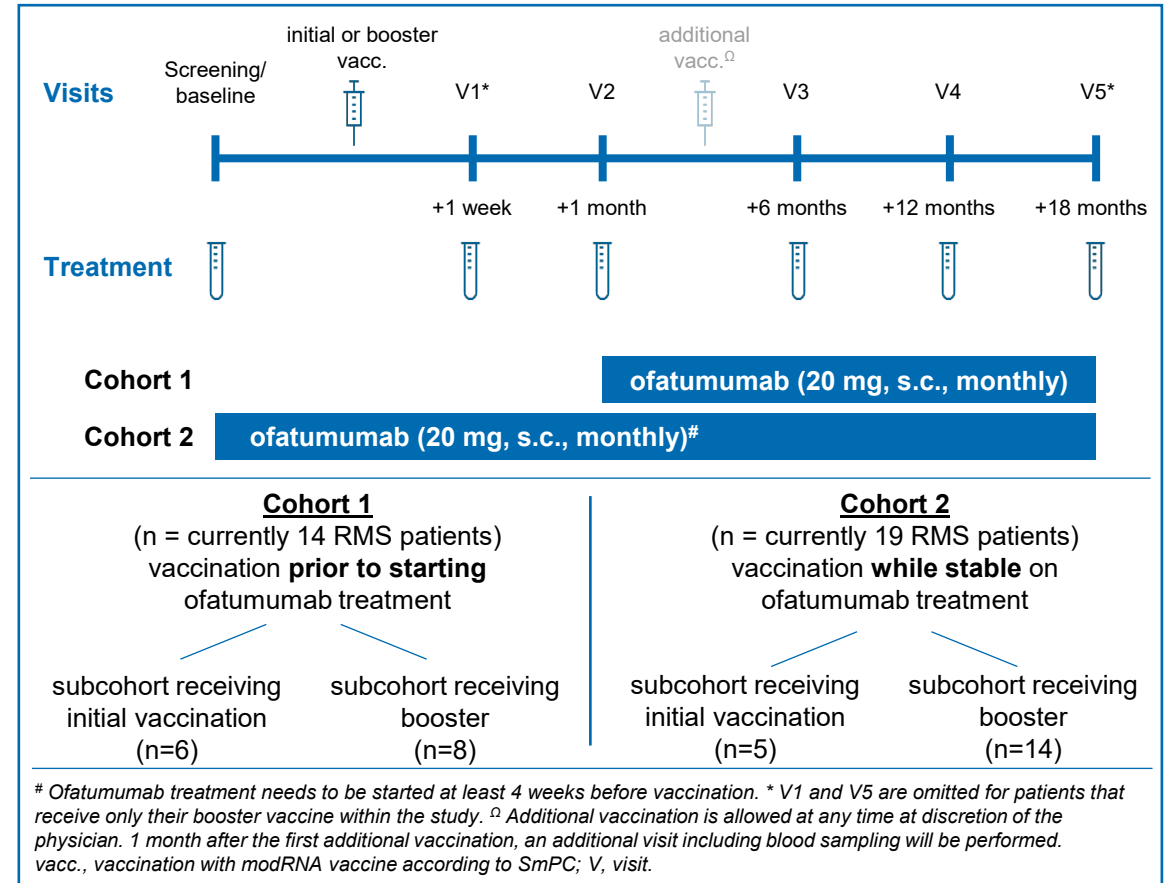 initial or booster
vacc.
additional
vacc.Ω
Screening/
baseline
Visits
V1*
V2
V3
V4
V5*
+1 week
+1 month
+6 months
+12 months
+18 months
Treatment
Cohort 1
ofatumumab (20 mg, s.c., monthly)
Cohort 2
ofatumumab (20 mg, s.c., monthly)#
Cohort 1
(n = currently 14 RMS patients)
vaccination prior to starting
ofatumumab treatment
subcohort receiving
initial vaccination
(n=6)
subcohort receiving
booster
(n=8)
Cohort 2
(n = currently 19 RMS patients)
vaccination while stable on
ofatumumab treatment
subcohort receiving
initial vaccination
(n=5)
subcohort receiving
booster
(n=14)
# Ofatumumab treatment needs to be started at least 4 weeks before vaccination. * V1 and V5 are omitted for patients that
receive only their booster vaccine within the study. Ω Additional vaccination is allowed at any time at discretion of the
physician. 1 month after the first additional vaccination, an additional visit including blood sampling will be performed.
vacc., vaccination with modRNA vaccine according to SmPC; V, visit.